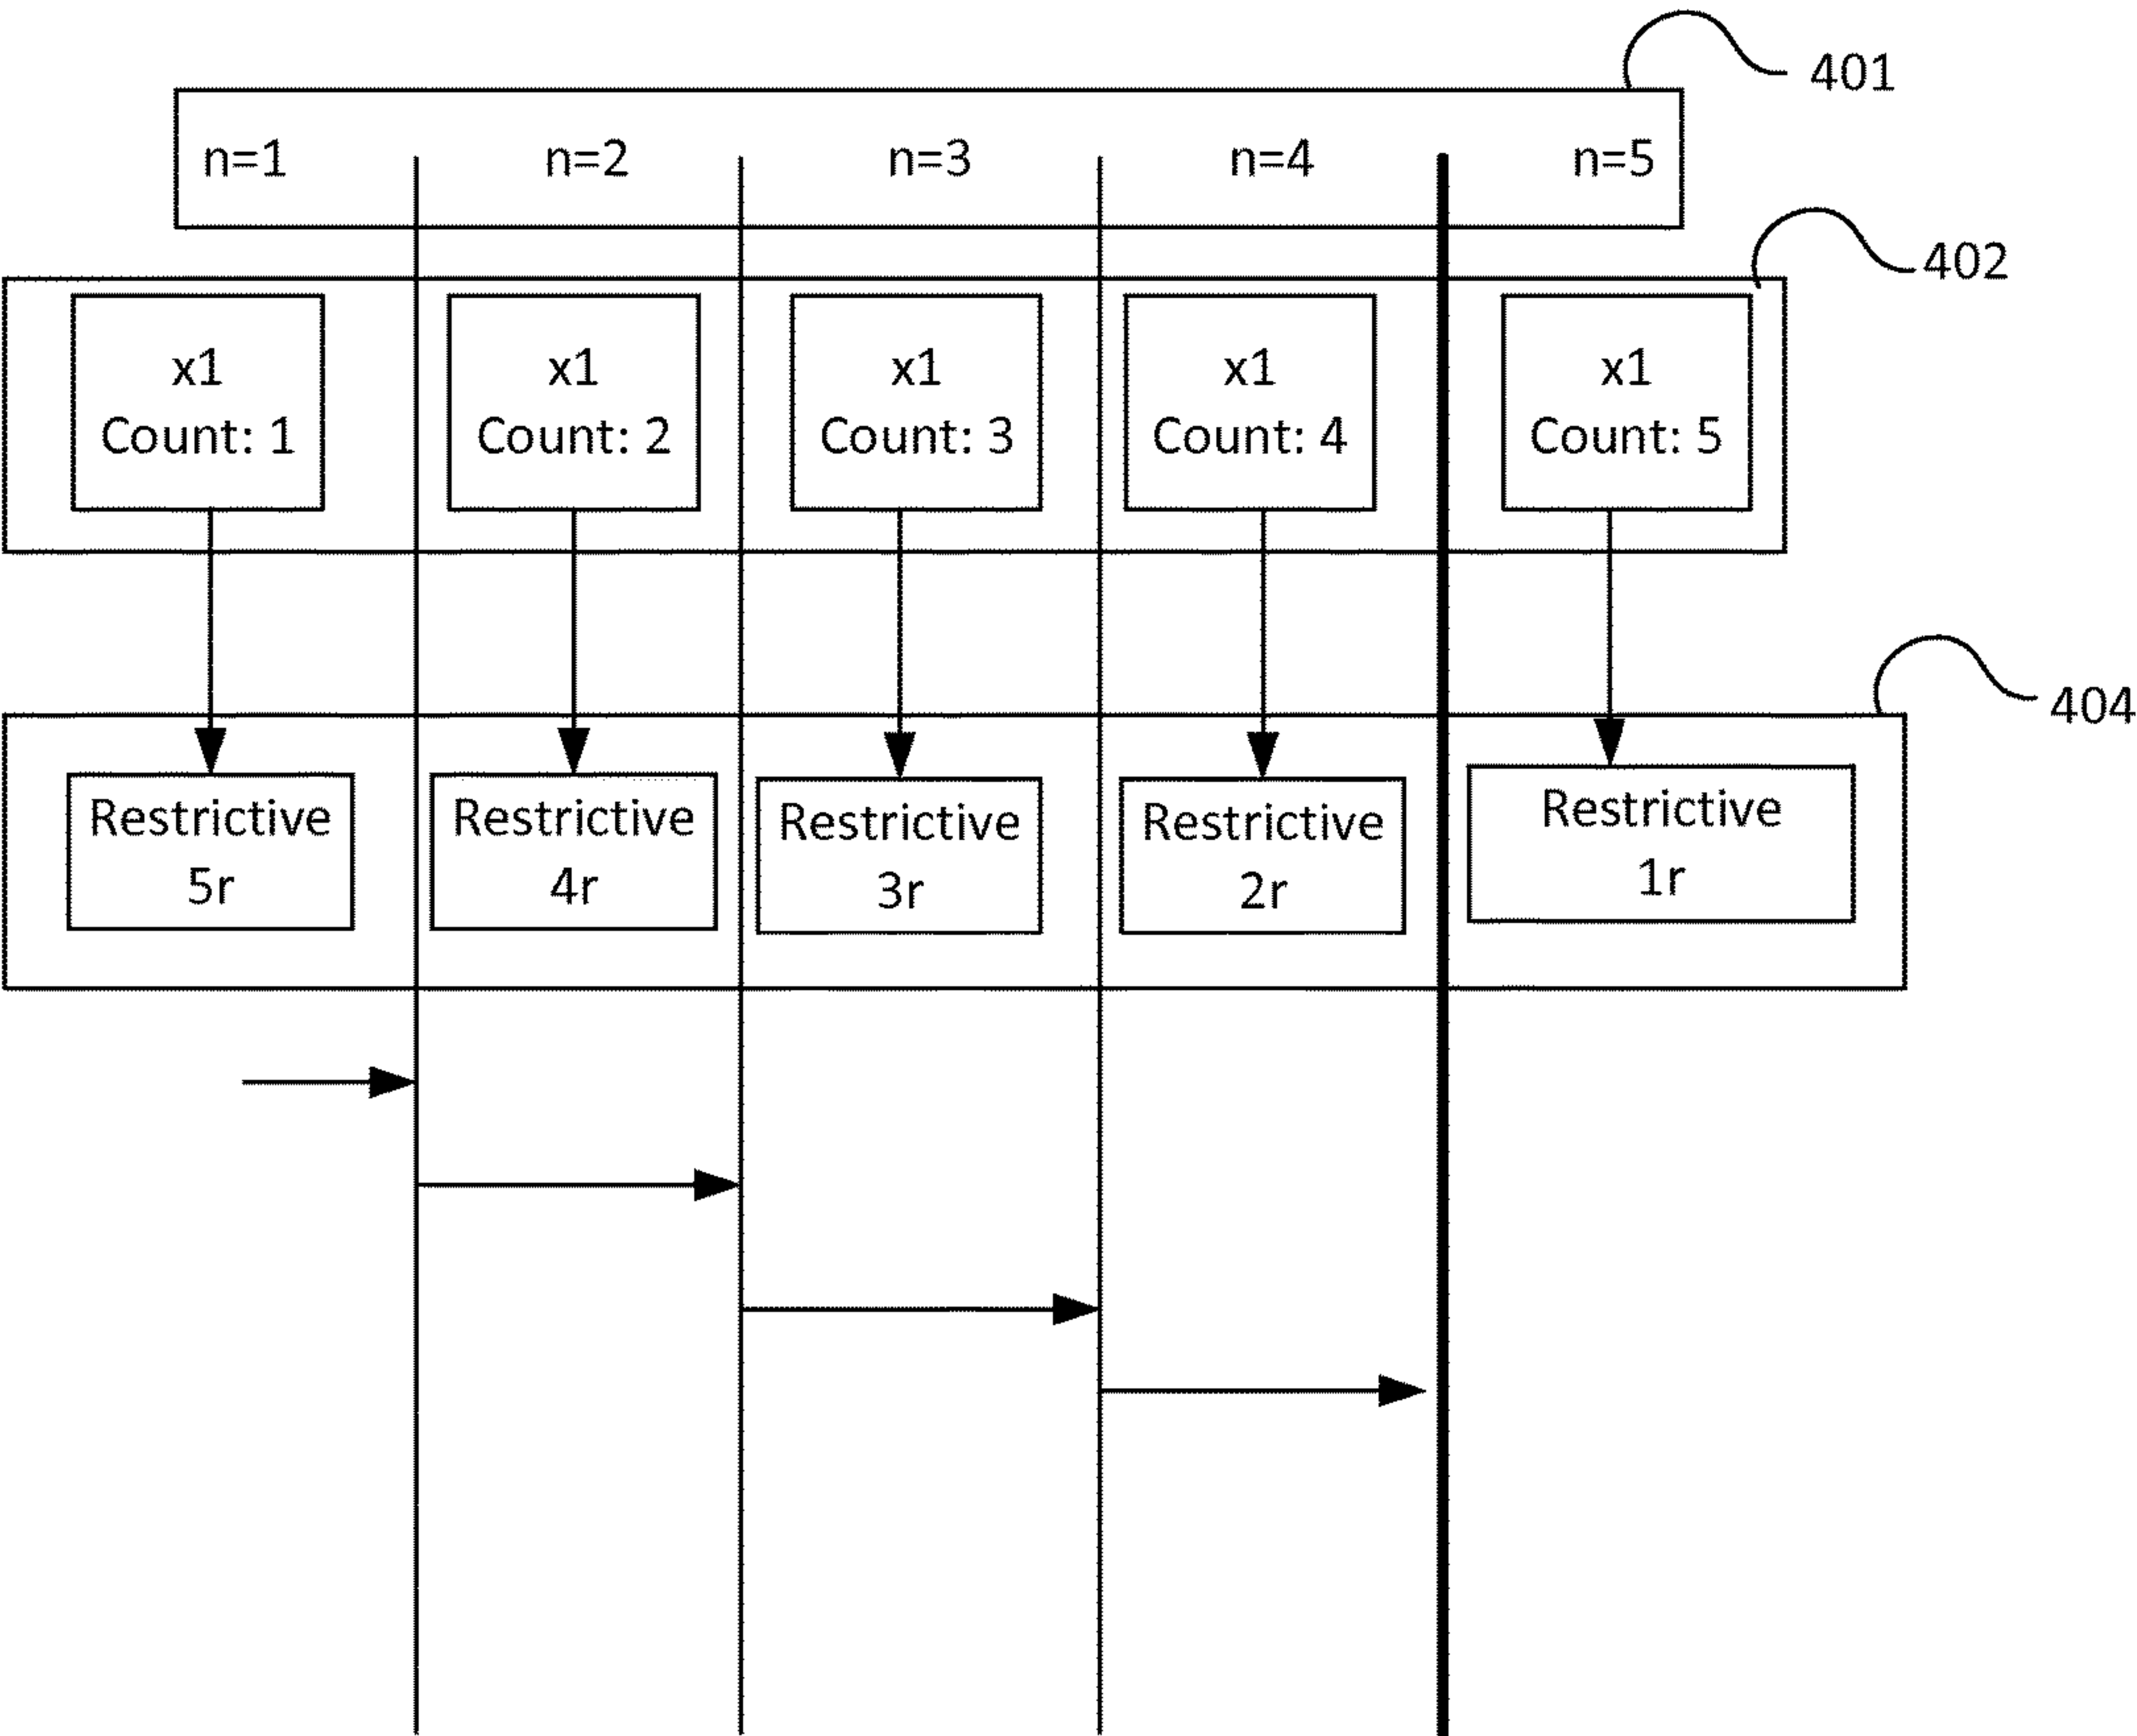 401
n=1 n=2 n=3 n=4 n=5
402
x1 x1 x1 x1 x1
Count: 1 Count: 2 Count: 3 Count: 4 Count: 5
404
Restrictive Restrictive Restrictive Restrictive Restrictive
5r 4r 3r 2r 1r